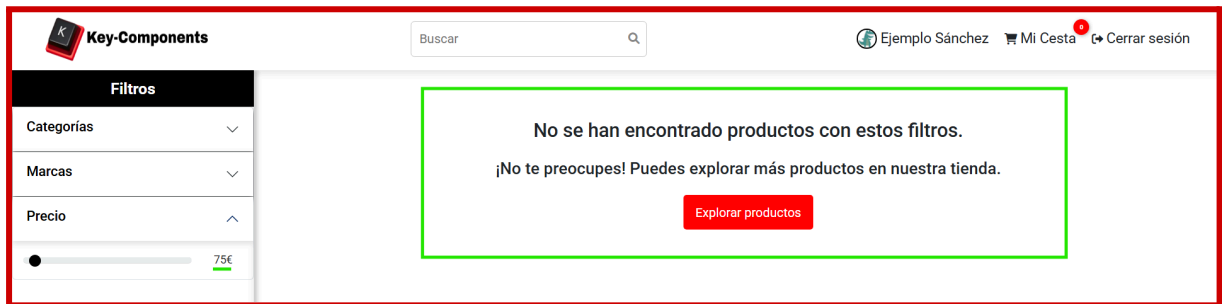 K
Key-Components
Buscar
Ejemplo Sánchez
0
Mi Cesta
Cerrar sesión
Filtros
Categorías
Marcas
Precio
75€
No se han encontrado productos con estos filtros.
¡No te preocupes! Puedes explorar más productos en nuestra tienda.
Explorar productos